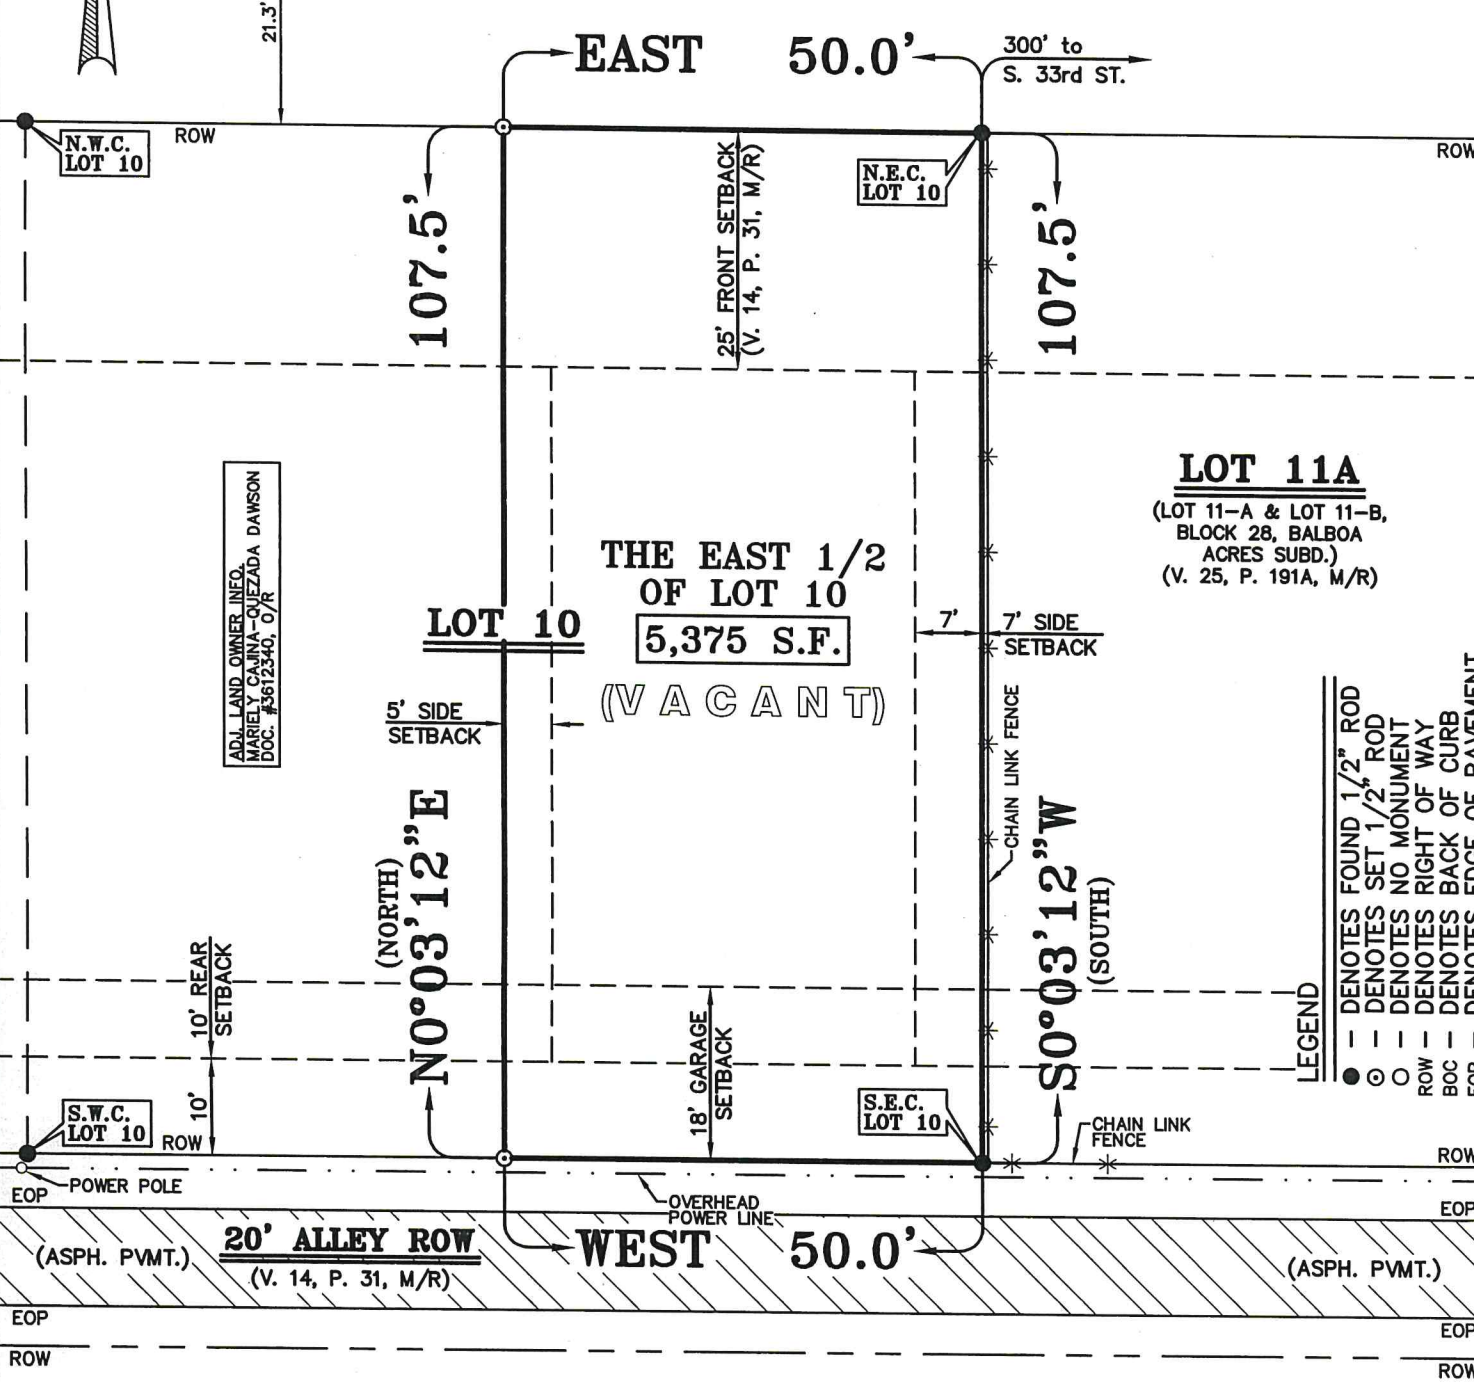 21.3'
EAST 50.0'
300' to
S. 33rd ST.
N.W.C.
LOT 10
ROW
ROW
107.5'
25' FRONT SETBACK
(V. 14, P. 31, M/R)
N.E.C.
LOT 10
107.5'
ADJ. LAND OWNER INFO.
MARIELY CAJINA-QUEZADA DAWSON
DOC. #3612340, O/R
LOT 11A
(LOT 11-A & LOT 11-B,
BLOCK 28, BALBOA
ACRES SUBD.)
(V. 25, P. 191A, M/R)
THE EAST 1/2
OF LOT 10
5,375 S.F.
(VACANT)
LOT 10
7'
7' SIDE
SETBACK
5' SIDE
SETBACK
CHAIN LINK FENCE
N0°03'12"E
(NORTH)
S0°03'12"W
(SOUTH)
10' REAR
SETBACK
10'
18' GARAGE
SETBACK
LEGEND
— DENOTES FOUND 1/2" ROD
— DENOTES SET 1/2" ROD
— DENOTES NO MONUMENT
ROW — DENOTES RIGHT OF WAY
BOC — DENOTES BACK OF CURB
EOP — DENOTES EDGE OF PAVEMENT
S.W.C.
LOT 10
ROW
S.E.C.
LOT 10
CHAIN LINK
FENCE
ROW
POWER POLE
EOP
OVERHEAD
POWER LINE
EOP
(ASPH. PVMT.)
20' ALLEY ROW
(V. 14, P. 31, M/R)
WEST 50.0'
(ASPH. PVMT.)
EOP
EOP
ROW
ROW